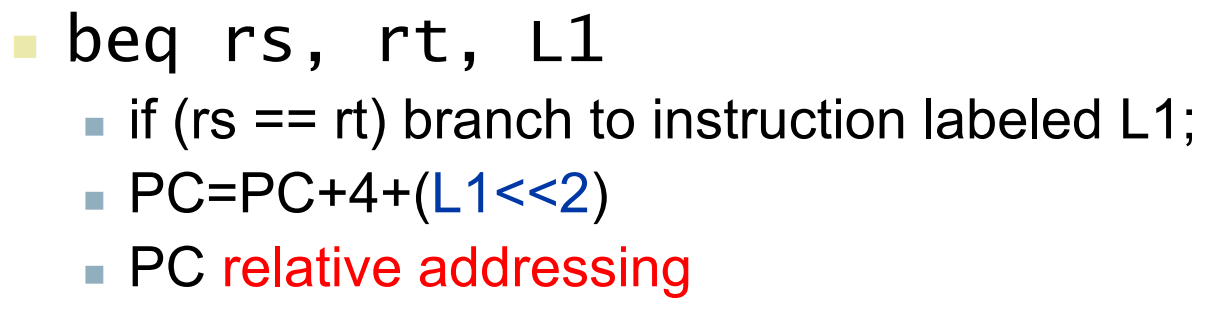 beq rs, rt, L1
if (rs == rt) branch to instruction labeled L1;
PC=PC+4+(L1<<2)
PC relative addressing